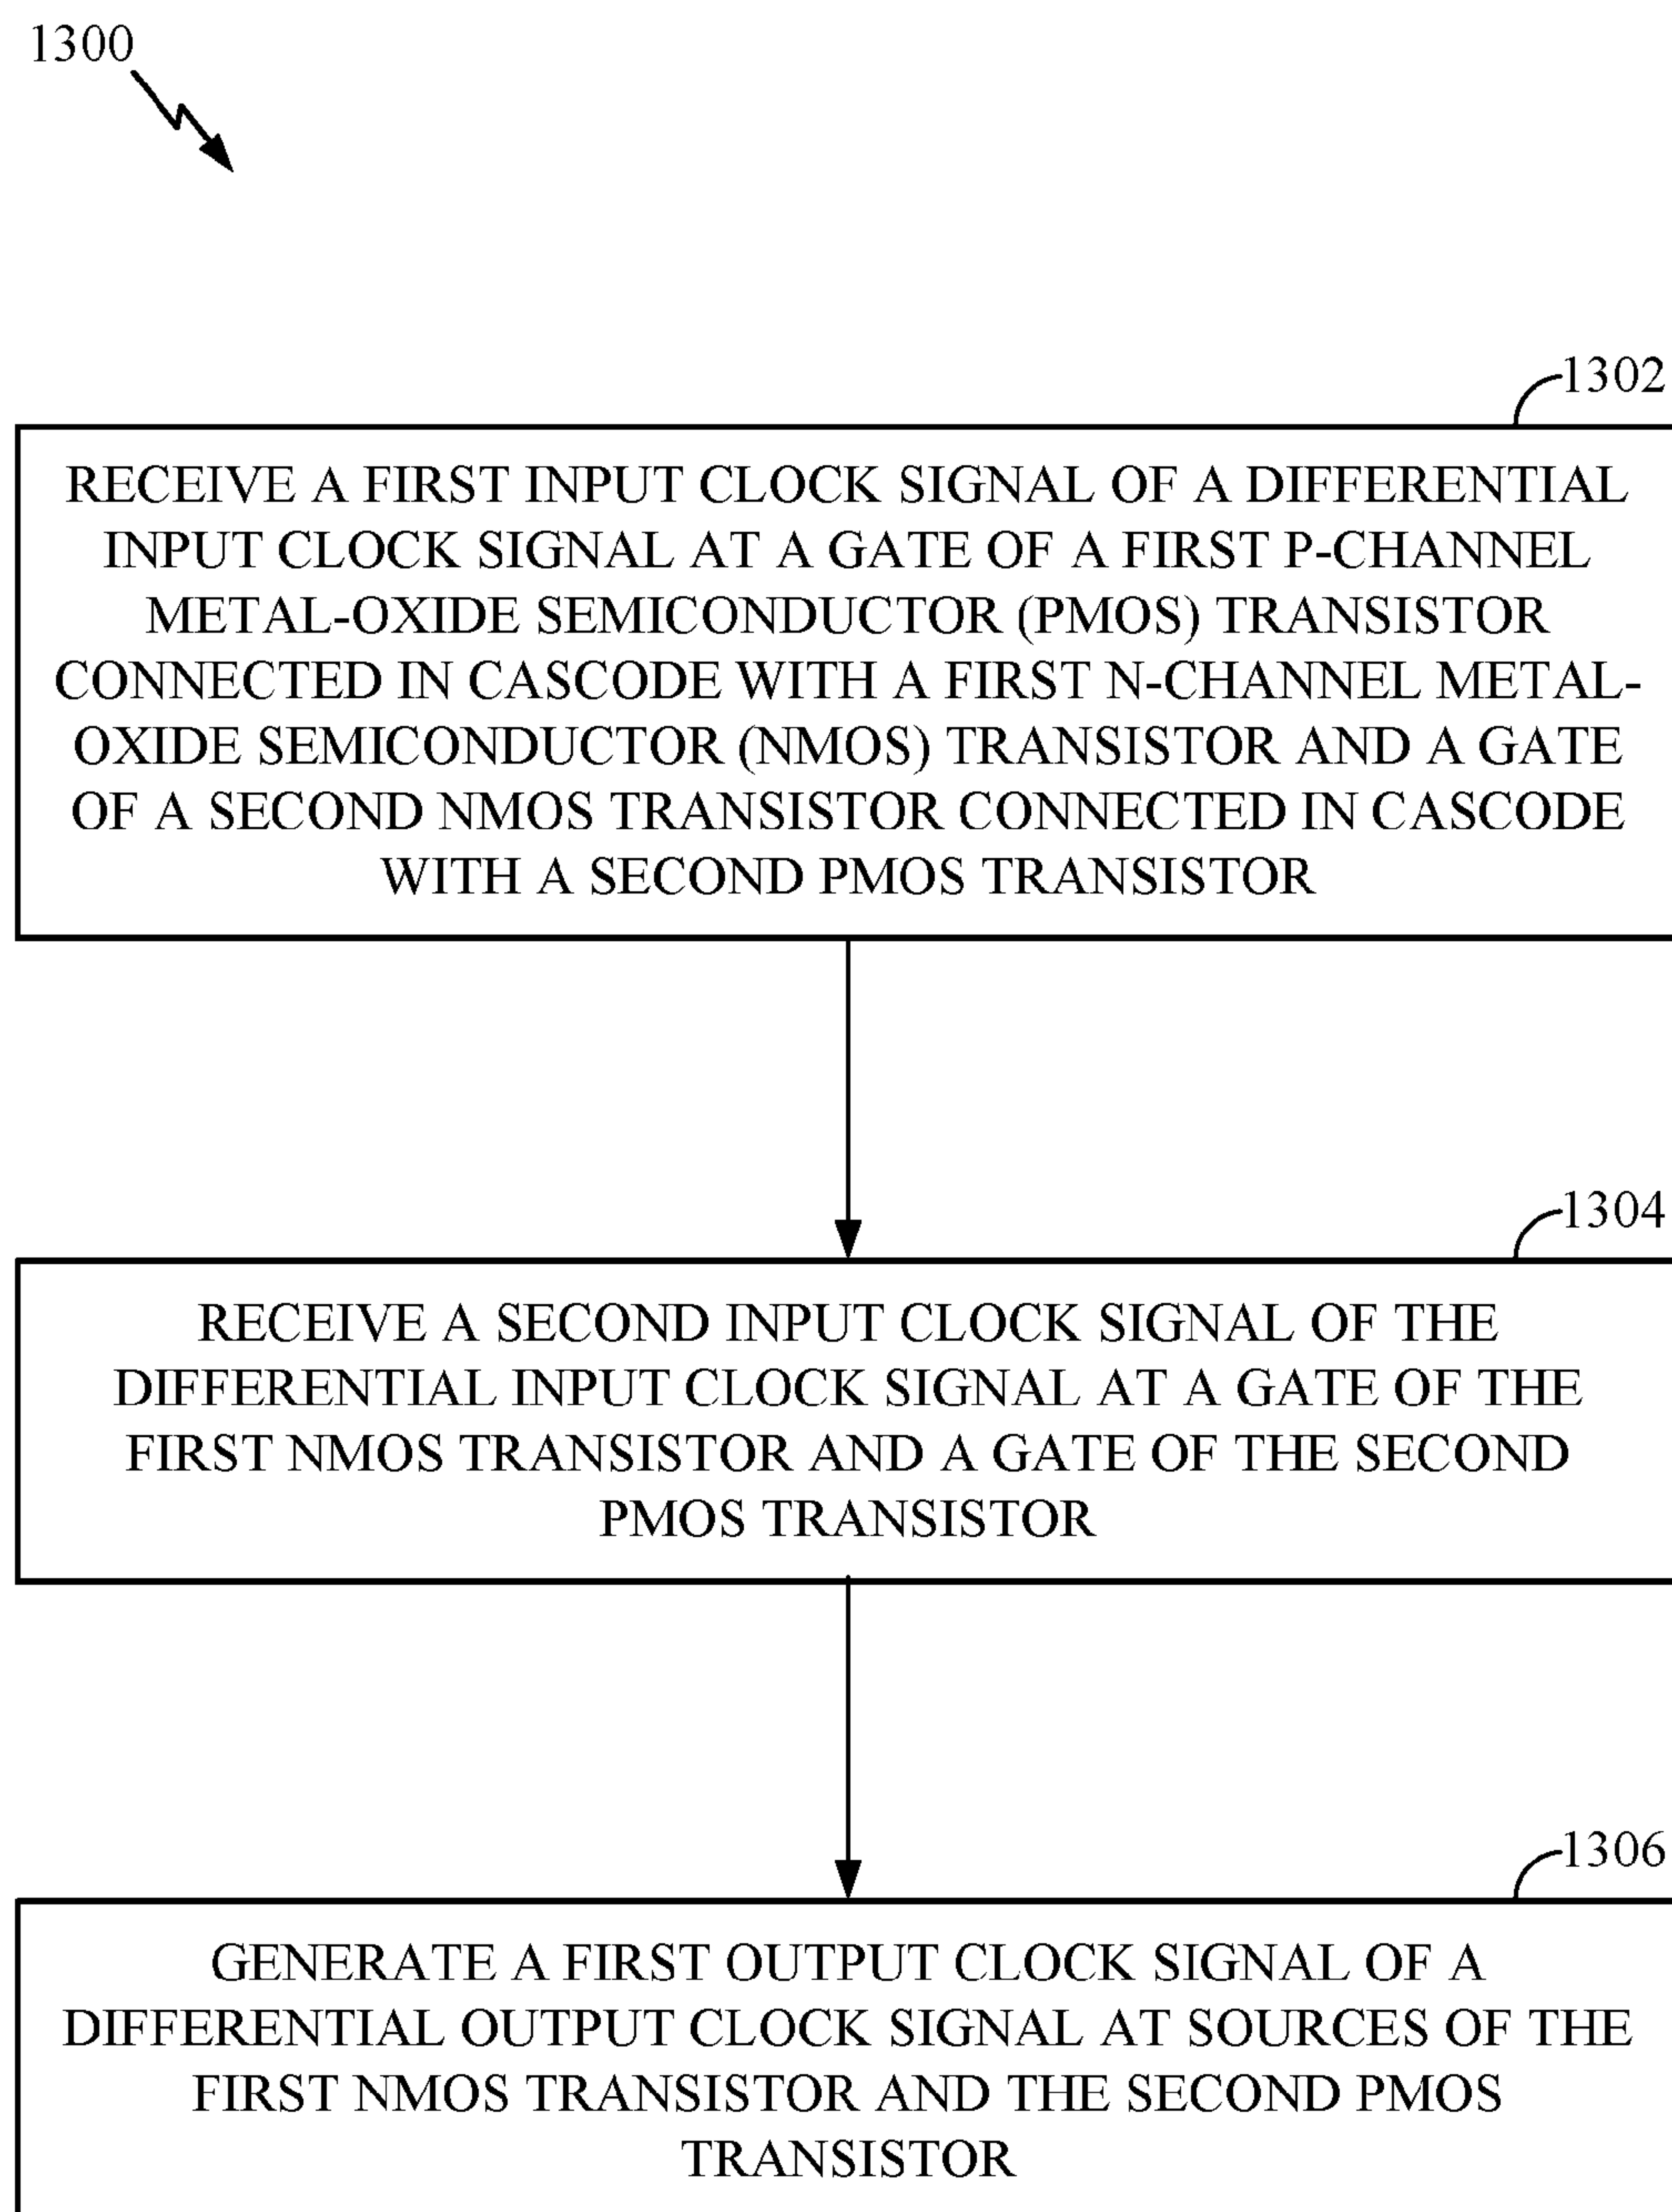 1300
1302
RECEIVE A FIRST INPUT CLOCK SIGNAL OF A DIFFERENTIAL
INPUT CLOCK SIGNAL AT A GATE OF A FIRST P-CHANNEL
METAL-OXIDE SEMICONDUCTOR (PMOS) TRANSISTOR
CONNECTED IN CASCODE WITH A FIRST N-CHANNEL METAL-
OXIDE SEMICONDUCTOR (NMOS) TRANSISTOR AND A GATE
OF A SECOND NMOS TRANSISTOR CONNECTED IN CASCODE
WITH A SECOND PMOS TRANSISTOR
1304
RECEIVE A SECOND INPUT CLOCK SIGNAL OF THE
DIFFERENTIAL INPUT CLOCK SIGNAL AT A GATE OF THE
FIRST NMOS TRANSISTOR AND A GATE OF THE SECOND
PMOS TRANSISTOR
1306
GENERATE A FIRST OUTPUT CLOCK SIGNAL OF A
DIFFERENTIAL OUTPUT CLOCK SIGNAL AT SOURCES OF THE
FIRST NMOS TRANSISTOR AND THE SECOND PMOS
TRANSISTOR